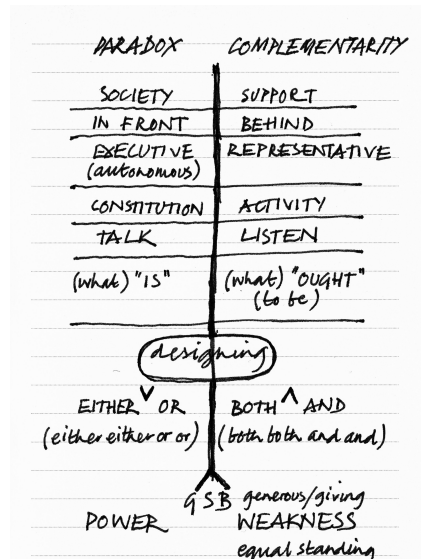 PARADOX COMPLEMENTARITY
SOCIETY SUPPORT
IN FRONT BEHIND
EXECUTIVE REPRESENTATIVE
(autonomous)
CONSTITUTION ACTIVITY
TALK LISTEN
(what) "IS" (what) "OUGHT"
(to be)
designing
EITHER ˅ OR BOTH ^ AND
(either either or or) (both both and and)
GSB generous/giving
POWER WEAKNESS
equal standing